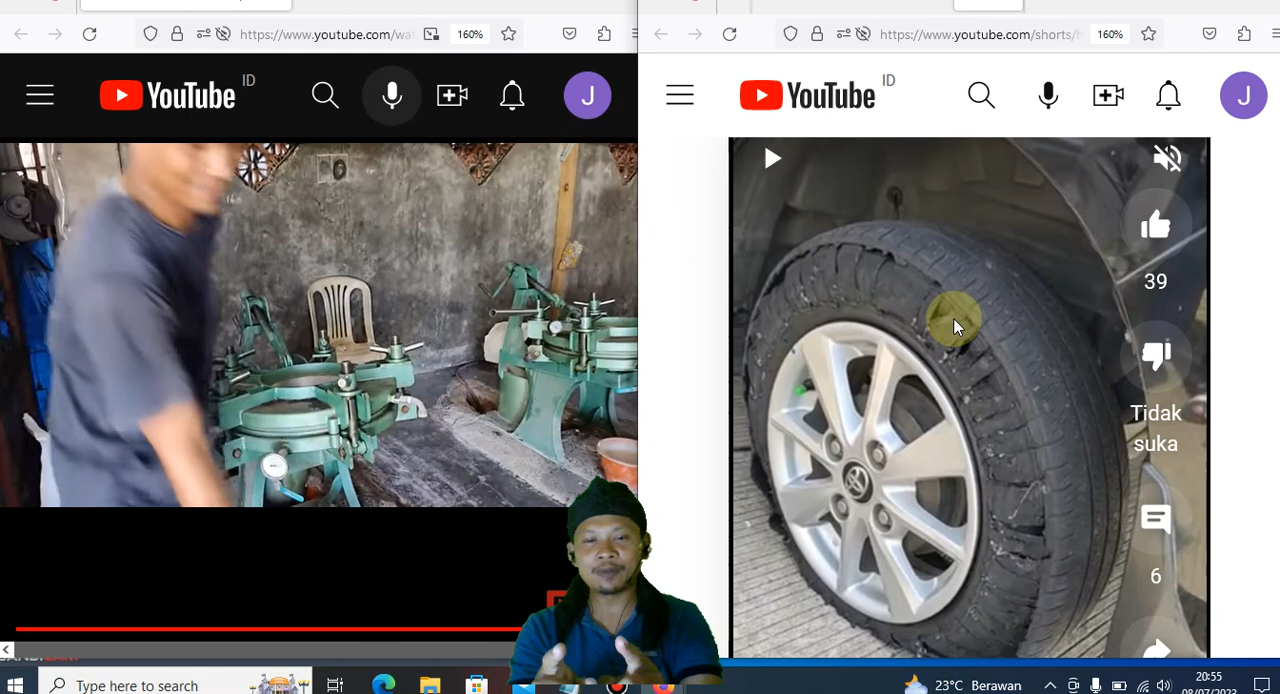 https://www.youtube.com/wa
160%
https://www.youtube.com/shorts/
160%
YouTube
ID
J
YouTube
ID
J
39
Tidak
suka
6
Type here to search
23°C Berawan
20:55